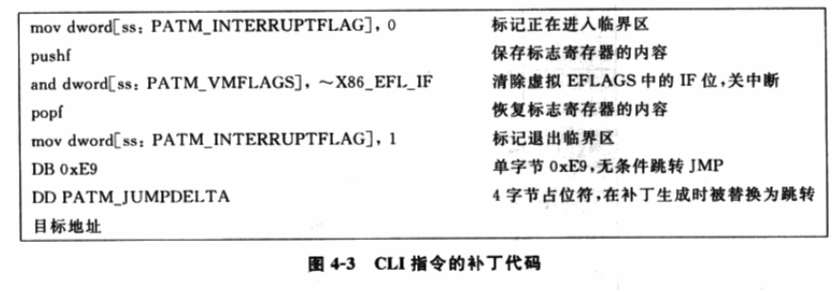 mov dword[ss: PATM_INTERRUPTFLAG], 0 标记正在进入临界区
pushf 保存标志寄存器的内容
and dword[ss: PATM_VMFLAGS], ~X86_EFL_IF 清除虚拟 EFLAGS 中的 IF 位,关中断
popf 恢复标志寄存器的内容
mov dword[ss: PATM_INTERRUPTFLAG], 1 标记退出临界区
DB 0xE9 单字节 0xE9,无条件跳转 JMP
DD PATM_JUMPDELTA 4 字节占位符,在补丁生成时被替换为跳转
目标地址
图 4-3 CLI 指令的补丁代码